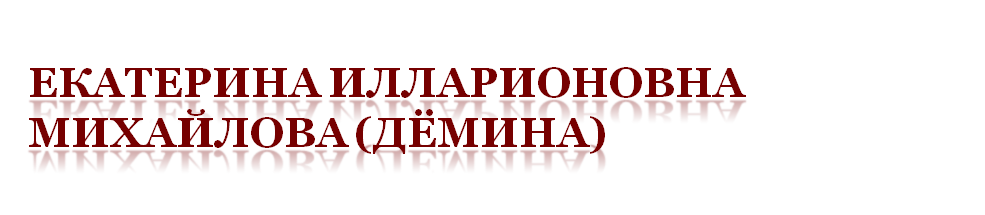 ЕКАТЕРИНА ИЛЛАРИОНОВНА
МИХАЙЛОВА (ДЁМИНА)